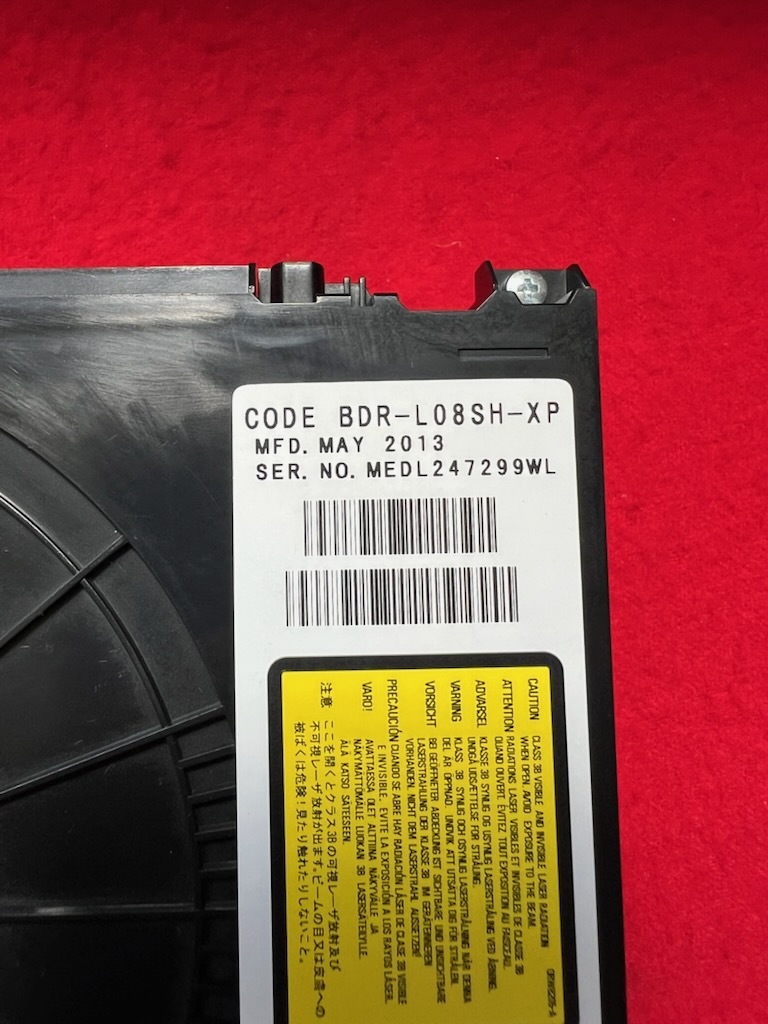 CODE BDR-L08SH-XP
MFD. MAY 2013
SER. NO. MEDL247299WL
CAUTION CLASS 3B VISIBLE AND INVISIBLE LASER RADIATION
WHEN OPEN. AVOID EXPOSURE TO THE BEAM.
ATTENTION RADIATIONS LASER VISIBLES ET INVISIBLES DE CLASSE 3B
QUAND OUVERT. ÉVITEZ TOUT EXPOSITION AU FAISCEAU.
ADVARSEL KLASSE 3B SYNLIG OG USYNLIG LASERSTRÅLING VED ÅBNING.
UNDGÅ UDSÆTTELSE FOR STRÅLING.
VARNING KLASS 3B SYNLIG OCH OSYNLIG LASERSTRÅLNING NÄR DENNA
DEL ÄR ÖPPNAD. UNDVIK ATT UTSÄTTA DIG FÖR STRÅLEN.
VORSICHT BEI GEÖFFNETER ABDECKUNG IST SICHTBARE UND UNSICHTBARE
LASERSTRAHLUNG DER KLASSE 3B IM GERÄTEINNEREN
VORHANDEN. NICHT DEM LASERSTRAHL AUSSETZEN!
PRECAUCIÓN CUANDO SE ABRE HAY RADIACIÓN LÁSER DE CLASE 3B VISIBLE
E INVISIBLE. EVITE LA EXPOSICIÓN A LOS RAYOS LÁSER.
VARO! AVATTAESSA OLET ALTTIINA NÄKYVÄLLE JA
NÄKYMÄTTÖMÄLLE LUOKAN 3B LASERSÄTEILYLLE.
ÄLÄ KATSO SÄTEESEEN.
注意 ここを開くとクラス3Bの可視レーザ放射及び
不可視レーザ放射が出ます。ビームの目又は皮膚への
被ばくは危険！見たり触れたりしないこと。